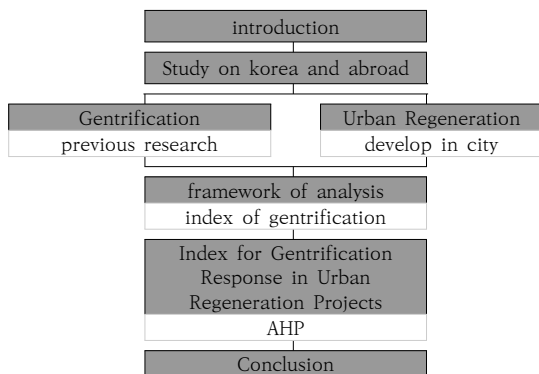 introduction
Study on korea and abroad
Gentrification
previous research
Urban Regeneration
develop in city
framework of analysis
index of gentrification
Index for Gentrification
Response in Urban
Regeneration Projects
AHP
Conclusion